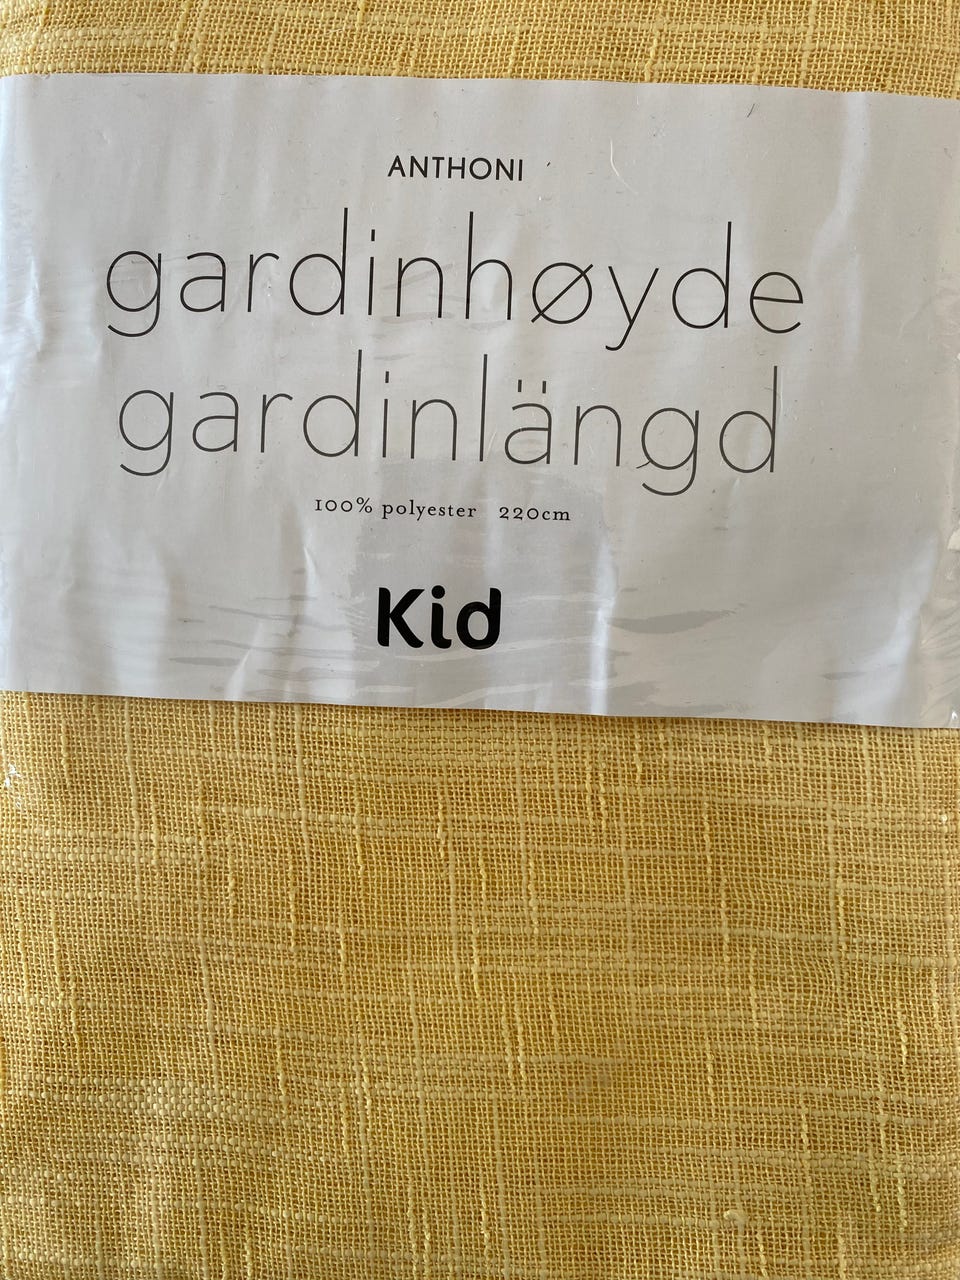 ANTHONI
gardinhøyde
gardinlängd
100% polyester 220cm
Kid